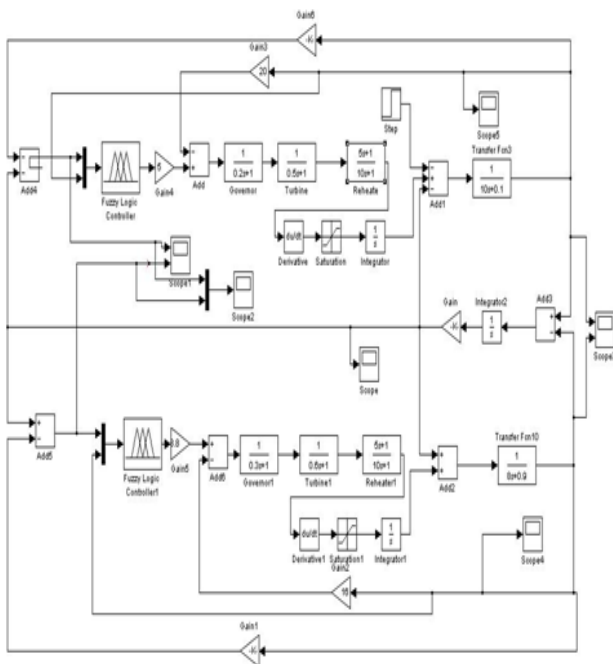 Gain6
-K-
Gain3
20
Step
Scope5
Add4
Fuzzy Logic
Controller
5
Gain4
Add
1
0.2s+1
Governor
1
0.5s+1
Turbine
5s+1
10s+1
Reheate
Add1
Transfer Fcn3
1
10s+0.1
du/dt
Derivative
Saturation
1
s
Integrator
Scope1
Scope2
Gain
-K-
Integrator2
1
s
Add3
Scope
Add5
Fuzzy Logic
Controller1
8.8
Gain5
Add6
1
0.3s+1
Governor1
1
0.6s+1
Turbine1
5s+1
10s+1
Reheater1
Add2
Transfer Fcn10
1
8s+0.9
du/dt
Derivative1
Saturation1
1
s
Integrator1
Gain2
16
Scope4
Gain1
-K-